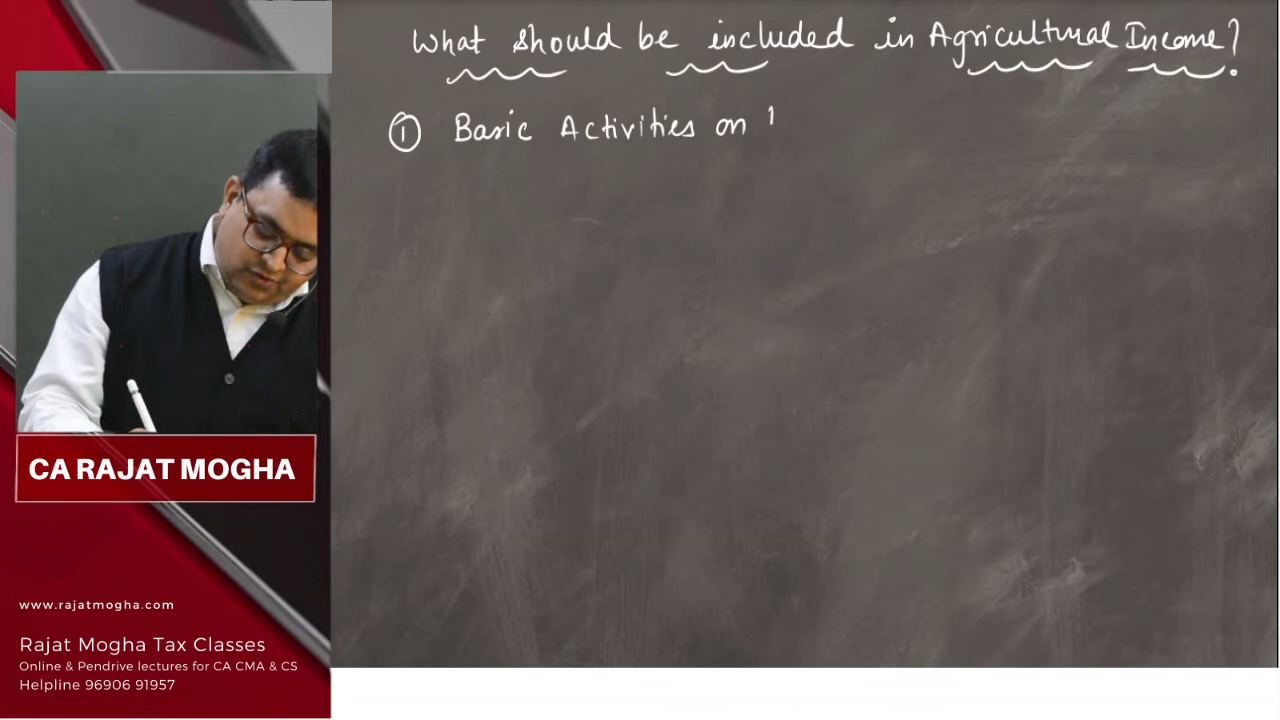 What should be included in Agricultural Income?
① Basic Activities on
CA RAJAT MOGHA
www.rajatmogha.com
Rajat Mogha Tax Classes
Online & Pendrive lectures for CA CMA & CS
Helpline 96906 91957